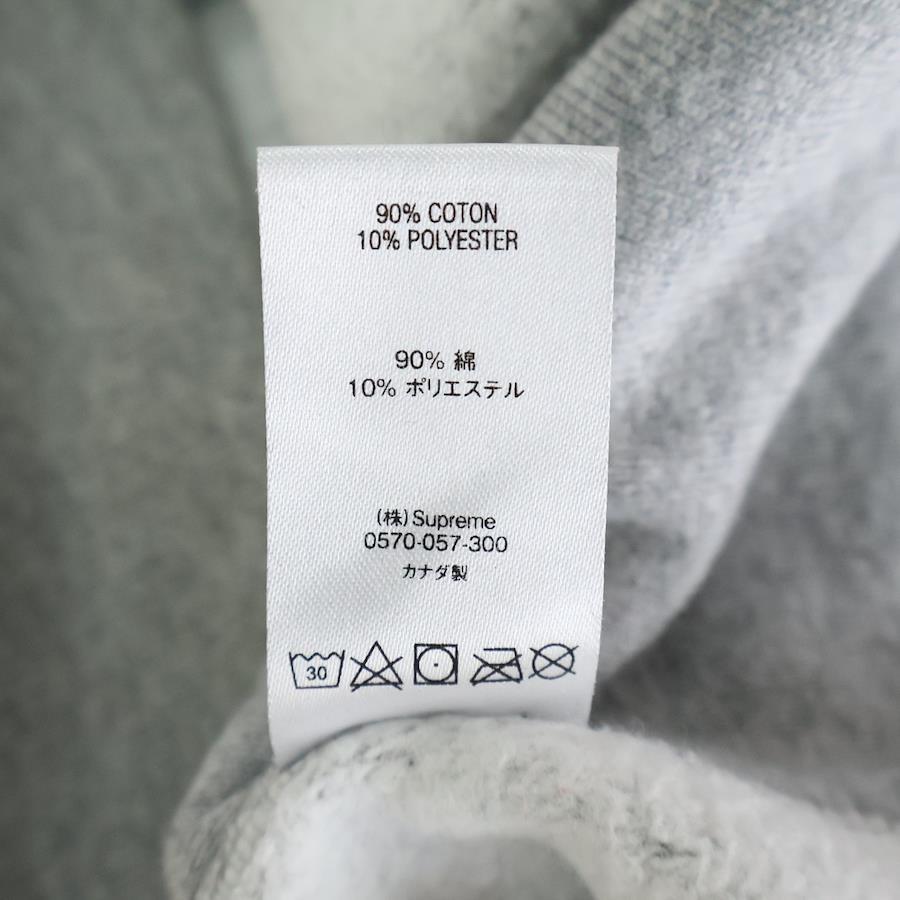 90% COTON
10% POLYESTER
90% 綿
10% ポリエステル
(株)Supreme
0570-057-300
カナダ製
30